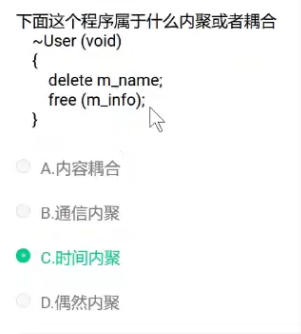 下面这个程序属于什么内聚或者耦合
~User (void)
{
delete m_name;
free (m_info);
}
A.内容耦合
B.通信内聚
C.时间内聚
D.偶然内聚